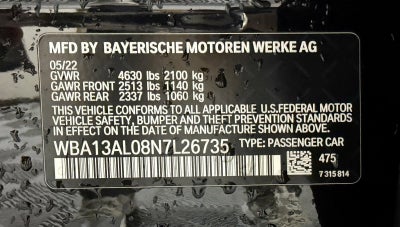 MFD BY BAYERISCHE MOTOREN WERKE AG
05/22
GVWR 4630 lbs 2100 kg
GAWR FRONT 2513 lbs 1140 kg
GAWR REAR 2337 lbs 1060 kg
THIS VEHICLE CONFORMS TO ALL APPLICABLE U.S.FEDERAL MOTOR
VEHICLE SAFETY, BUMPER AND THEFT PREVENTION STANDARDS
IN EFFECT ON THE DATE OF MANUFACTURE SHOWN ABOVE.
WBA13AL08N7L26735 TYPE: PASSENGER CAR
475
7 315 814